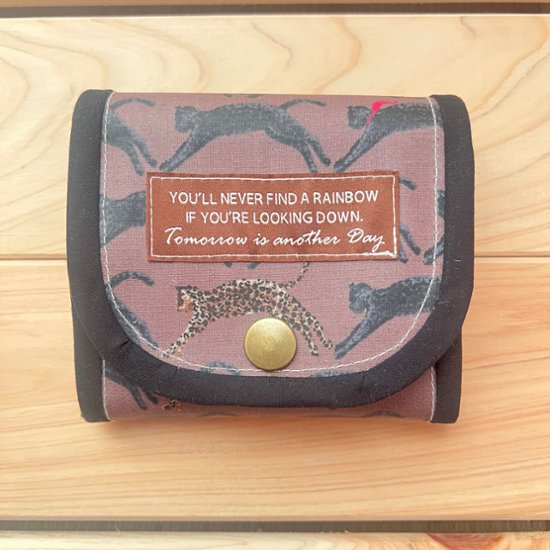 YOU'LL NEVER FIND A RAINBOW
IF YOU'RE LOOKING DOWN.
Tomorrow is another Day